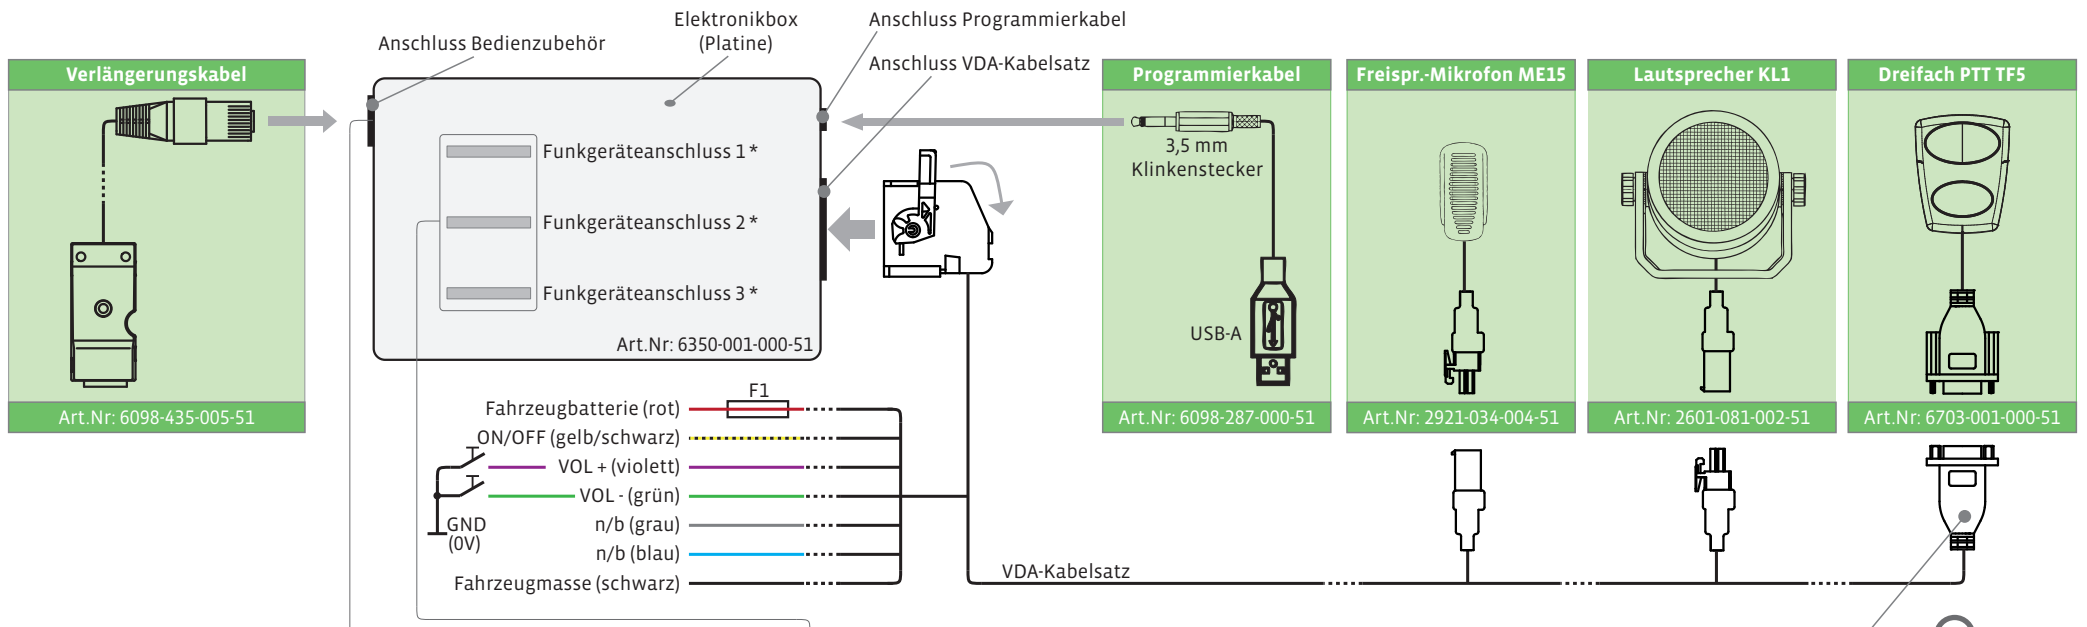 Elektronikbox
(Platine)
Anschluss Programmierkabel
Anschluss Bedienzubehör
Anschluss VDA-Kabelsatz
Verlängerungskabel
Art.Nr: 6098-435-005-51
Funkgeräteanschluss 1 *
Funkgeräteanschluss 2 *
Funkgeräteanschluss 3 *
Art.Nr: 6350-001-000-51
Programmierkabel
3,5 mm
Klinkenstecker
USB-A
Art.Nr: 6098-287-000-51
Freispr.-Mikrofon ME15
Art.Nr: 2921-034-004-51
Lautsprecher KL1
Art.Nr: 2601-081-002-51
Dreifach PTT TF5
Art.Nr: 6703-001-000-51
F1
Fahrzeugbatterie (rot)
ON/OFF (gelb/schwarz)
VOL + (violett)
VOL - (grün)
GND
(0V)
n/b (grau)
n/b (blau)
Fahrzeugmasse (schwarz)
VDA-Kabelsatz